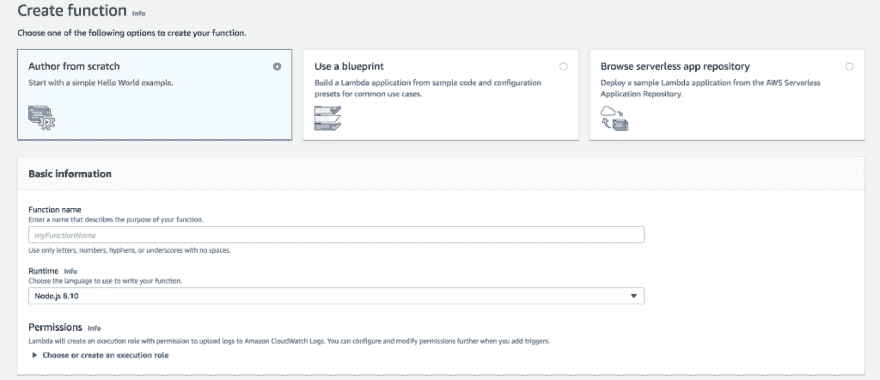 Create function Info
Choose one of the following options to create your function.
Author from scratch
Start with a simple Hello World example.
Use a blueprint
Build a Lambda application from sample code and configuration
presets for common use cases.
Browse serverless app repository
Deploy a sample Lambda application from the AWS Serverless
Application Repository.
Basic information
Function name
Enter a name that describes the purpose of your function.
myFunctionName
Use only letters, numbers, hyphens, or underscores with no spaces.
Runtime Info
Choose the language to use to write your function.
Node.js 8.10
Permissions Info
Lambda will create an execution role with permission to upload logs to Amazon CloudWatch Logs. You can configure and modify permissions further when you add triggers.
Choose or create an execution role